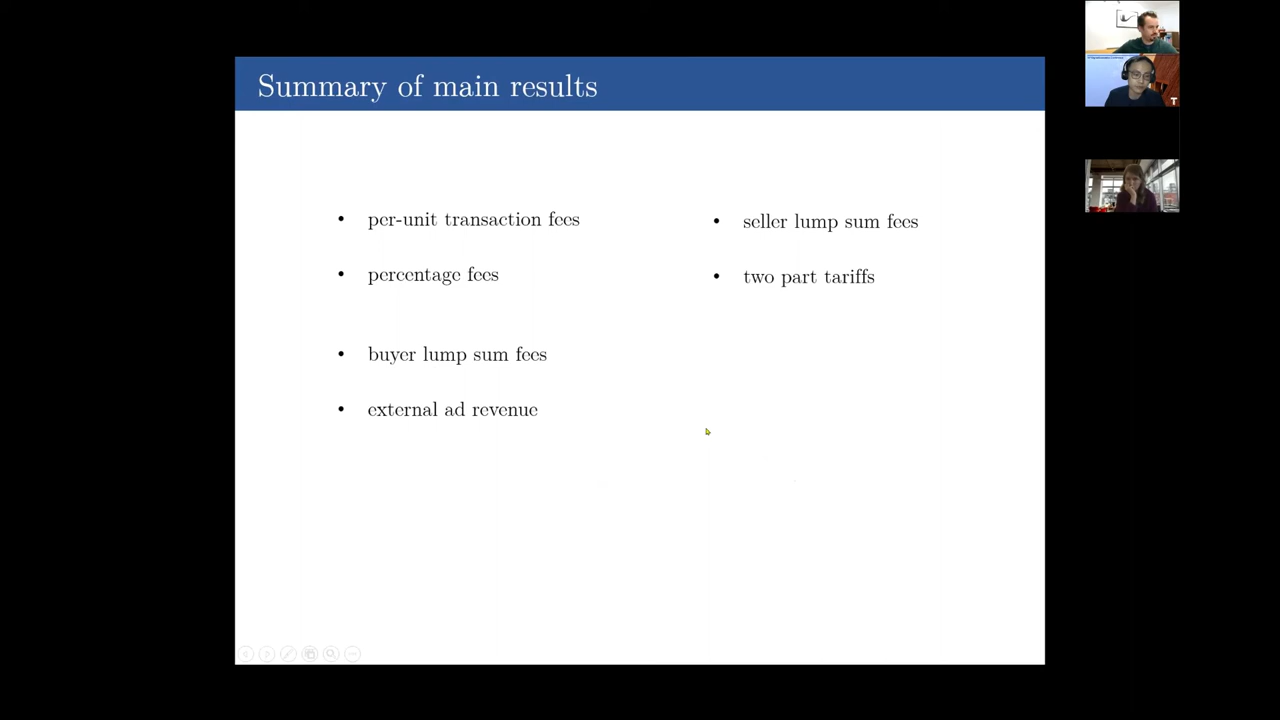 Summary of main results
• per-unit transaction fees
• percentage fees
• buyer lump sum fees
• external ad revenue
• seller lump sum fees
• two part tariffs
T